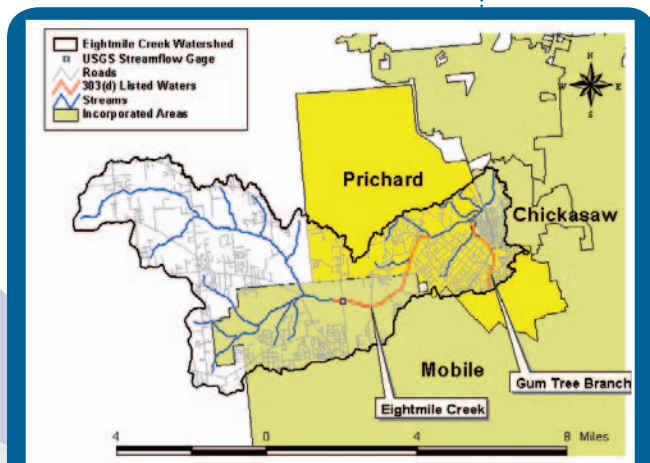 Eightmile Creek Watershed
USGS Streamflow Gage
Roads
303(d) Listed Waters
Streams
Incorporated Areas
N
W E
S
Prichard
Chickasaw
Mobile
Gum Tree Branch
Eightmile Creek
4 0 4 8 Miles